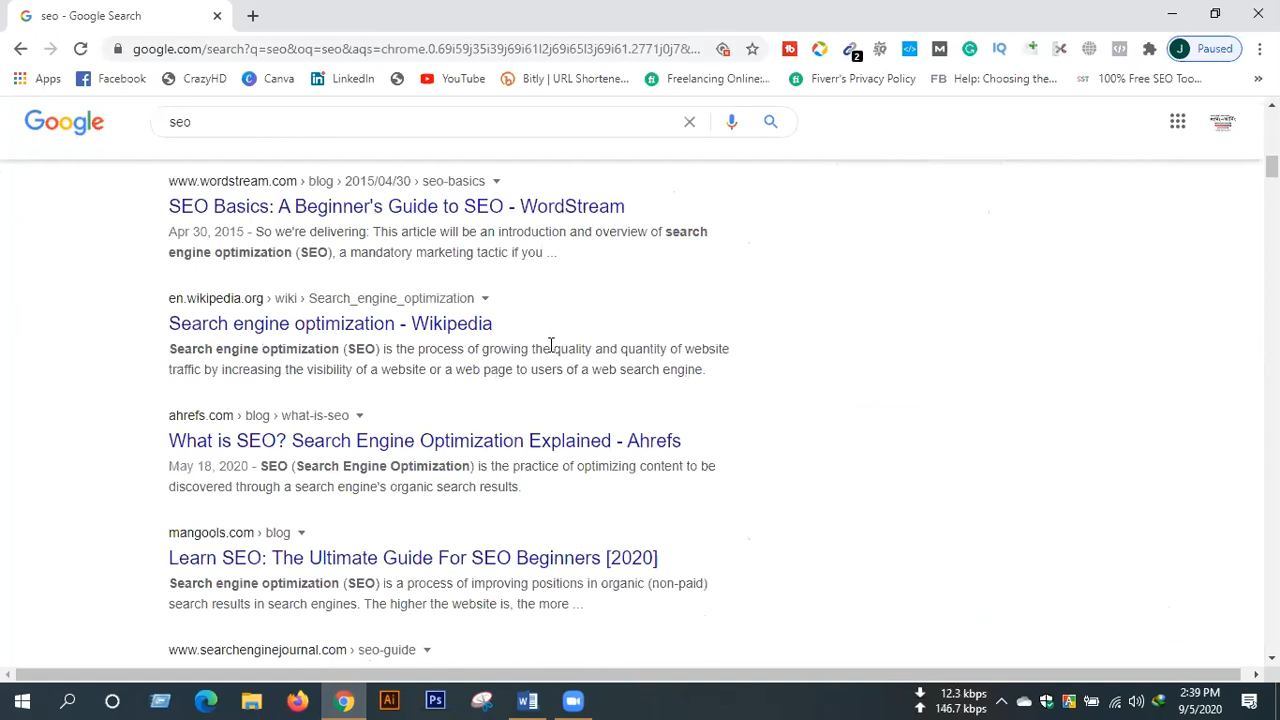 seo - Google Search
google.com/search?q=seo&oq=seo&aqs=chrome.0.69i59j35i39j69i61l2j69i65l3j69i61.2771j0j7&...
2
J Paused
Apps Facebook CrazyHD Canva LinkedIn YouTube Bitly | URL Shortene... Freelancing Online:... Fiverr's Privacy Policy FB Help: Choosing the... SST 100% Free SEO Too... »
Google seo
www.wordstream.com › blog › 2015/04/30 › seo-basics
SEO Basics: A Beginner's Guide to SEO - WordStream
Apr 30, 2015 - So we're delivering: This article will be an introduction and overview of search
engine optimization (SEO), a mandatory marketing tactic if you ...
en.wikipedia.org › wiki › Search_engine_optimization
Search engine optimization - Wikipedia
Search engine optimization (SEO) is the process of growing the quality and quantity of website
traffic by increasing the visibility of a website or a web page to users of a web search engine.
ahrefs.com › blog › what-is-seo
What is SEO? Search Engine Optimization Explained - Ahrefs
May 18, 2020 - SEO (Search Engine Optimization) is the practice of optimizing content to be
discovered through a search engine's organic search results.
mangools.com › blog
Learn SEO: The Ultimate Guide For SEO Beginners [2020]
Search engine optimization (SEO) is a process of improving positions in organic (non-paid)
search results in search engines. The higher the website is, the more ...
www.searchenginejournal.com › seo-guide
Ai Ps
12.3 kbps
146.7 kbps
2:39 PM
9/5/2020